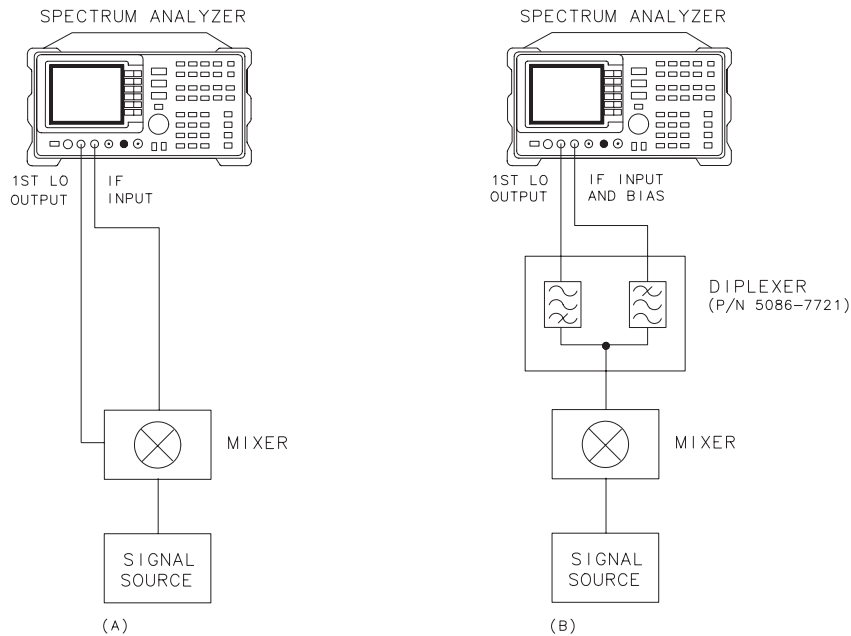 SPECTRUM ANALYZER
1ST LO
OUTPUT
IF
INPUT
MIXER
SIGNAL
SOURCE
(A)
SPECTRUM ANALYZER
1ST LO
OUTPUT
IF INPUT
AND BIAS
DIPLEXER
(P/N 5086–7721)
MIXER
SIGNAL
SOURCE
(B)